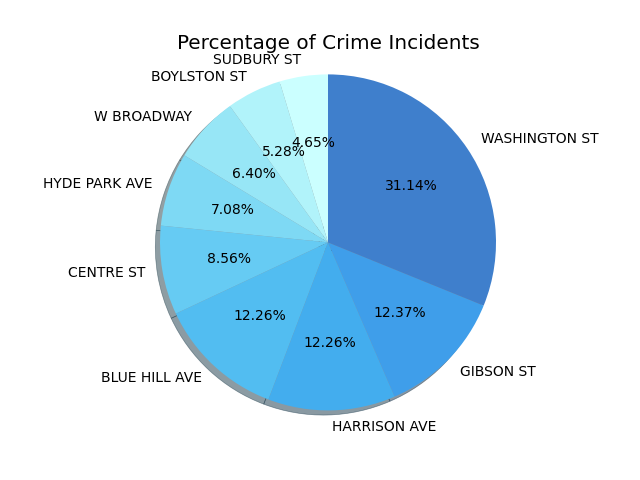 Percentage of Crime Incidents
SUDBURY ST
BOYLSTON ST
W BROADWAY
HYDE PARK AVE
CENTRE ST
BLUE HILL AVE
HARRISON AVE
GIBSON ST
WASHINGTON ST
4.65%
5.28%
6.40%
7.08%
8.56%
12.26%
12.26%
12.37%
31.14%